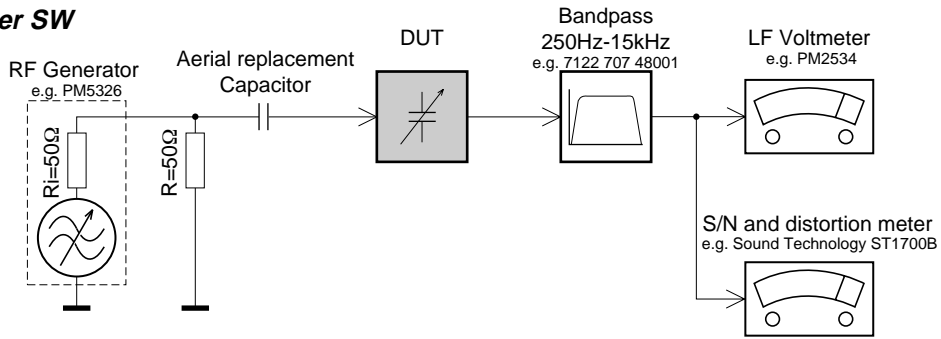 SW
RF Generator
e.g. PM5326
Ri=50Ω
R=50Ω
Aerial replacement
Capacitor
DUT
Bandpass
250Hz-15kHz
e.g. 7122 707 48001
LF Voltmeter
e.g. PM2534
S/N and distortion meter
e.g. Sound Technology ST1700B